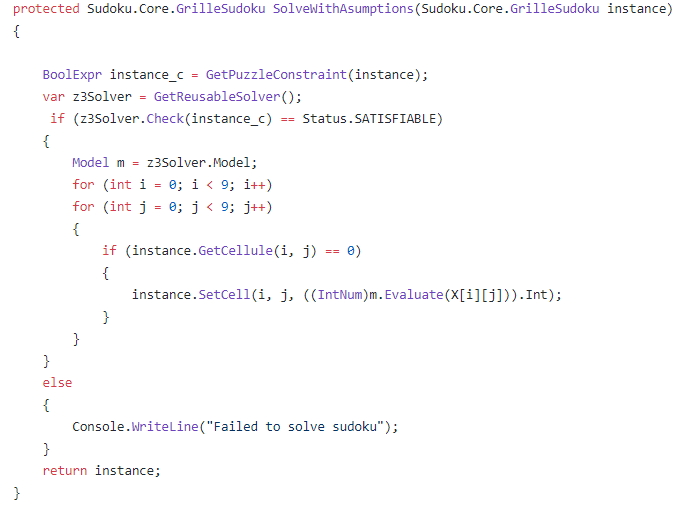 protected Sudoku.Core.GrilleSudoku SolveWithAsumptions(Sudoku.Core.GrilleSudoku instance)
{
BoolExpr instance_c = GetPuzzleConstraint(instance);
var z3Solver = GetReusableSolver();
if (z3Solver.Check(instance_c) == Status.SATISFIABLE)
{
Model m = z3Solver.Model;
for (int i = 0; i < 9; i++)
for (int j = 0; j < 9; j++)
{
if (instance.GetCellule(i, j) == 0)
{
instance.SetCell(i, j, ((IntNum)m.Evaluate(X[i][j])).Int);
}
}
}
else
{
Console.WriteLine("Failed to solve sudoku");
}
return instance;
}